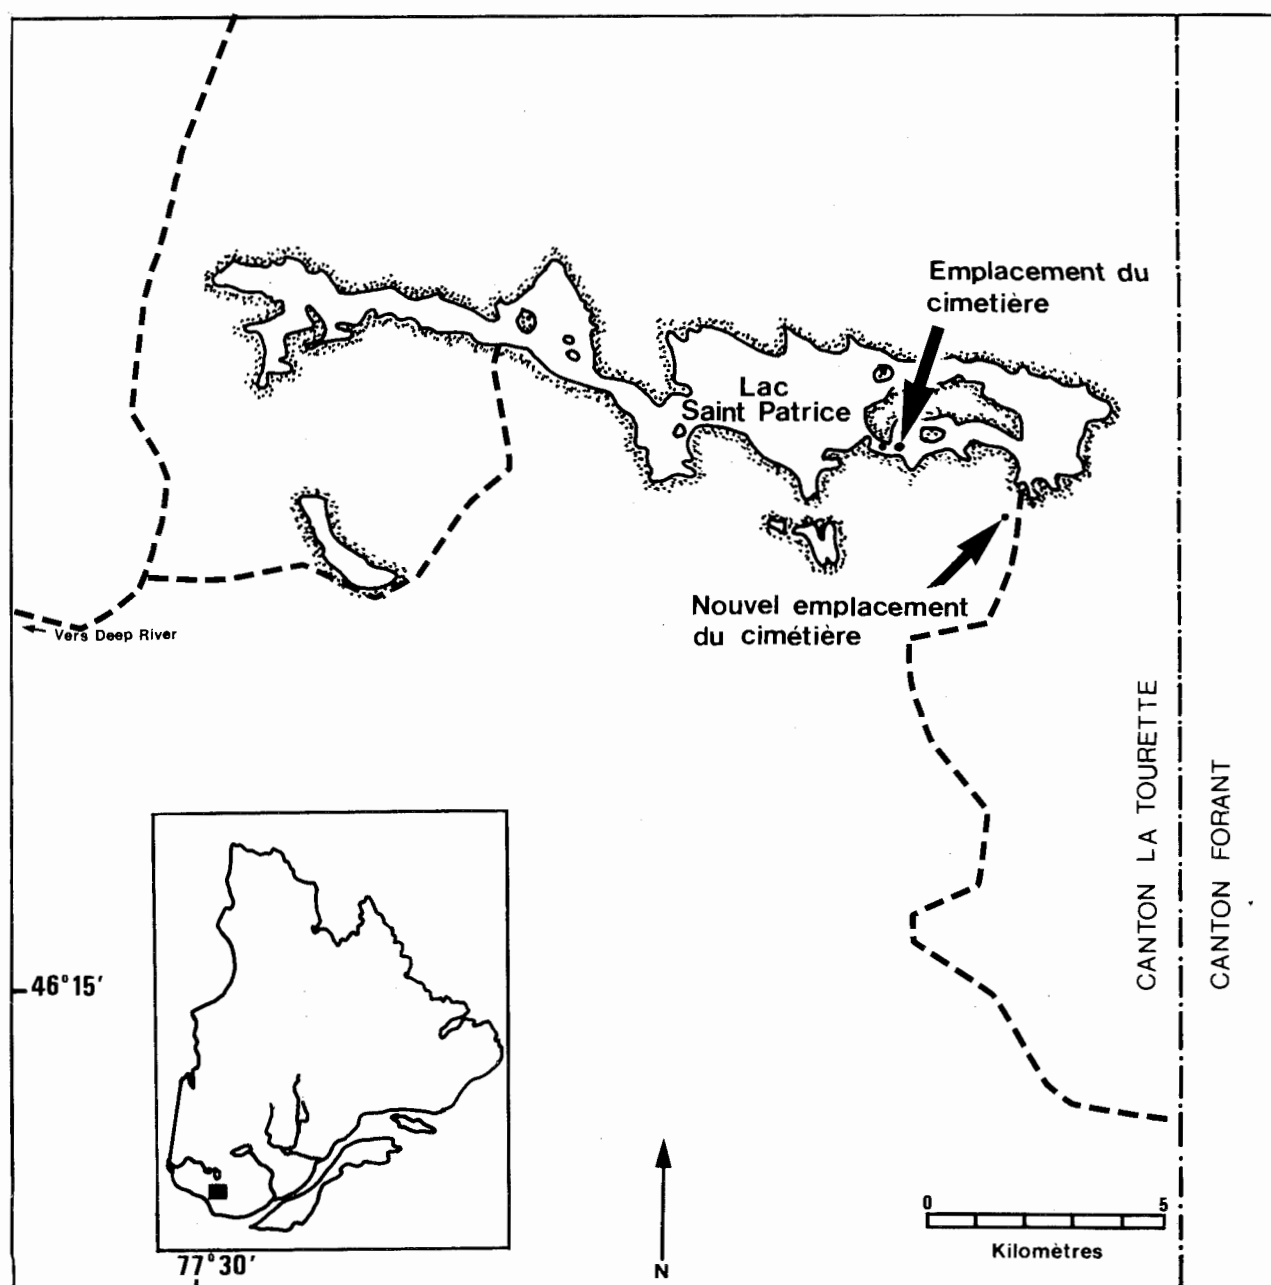 Emplacement du
cimetière
Lac
Saint Patrice
Nouvel emplacement
du cimétière
Vers Deep River
CANTON LA TOURETTE
CANTON FORANT
46°15'
77°30'
N
0 5
Kilomètres